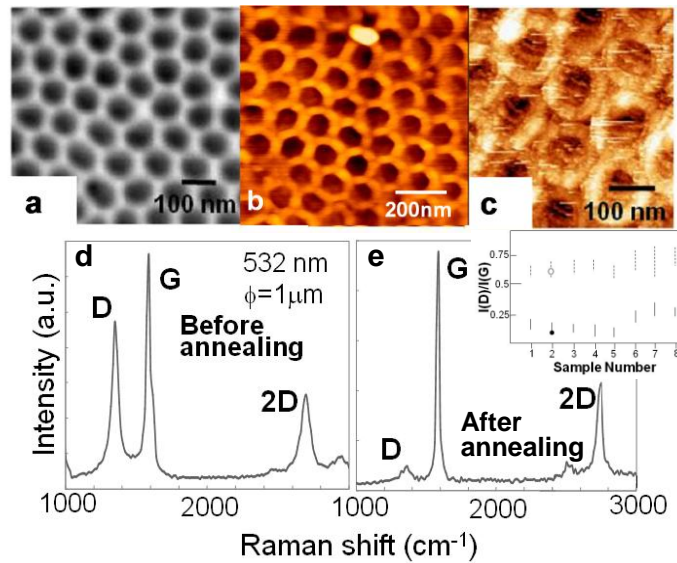 a
100 nm
b
200nm
c
100 nm
d
532 nm
G
ϕ=1μm
D
Before
annealing
2D
Intensity (a.u.)
1000
2000
e
G
I(D)/I(G)
0.75
0.5
0.25
1 2 3 4 5 6 7 8
Sample Number
2D
After
annealing
D
1000
2000
3000
Raman shift (cm⁻¹)